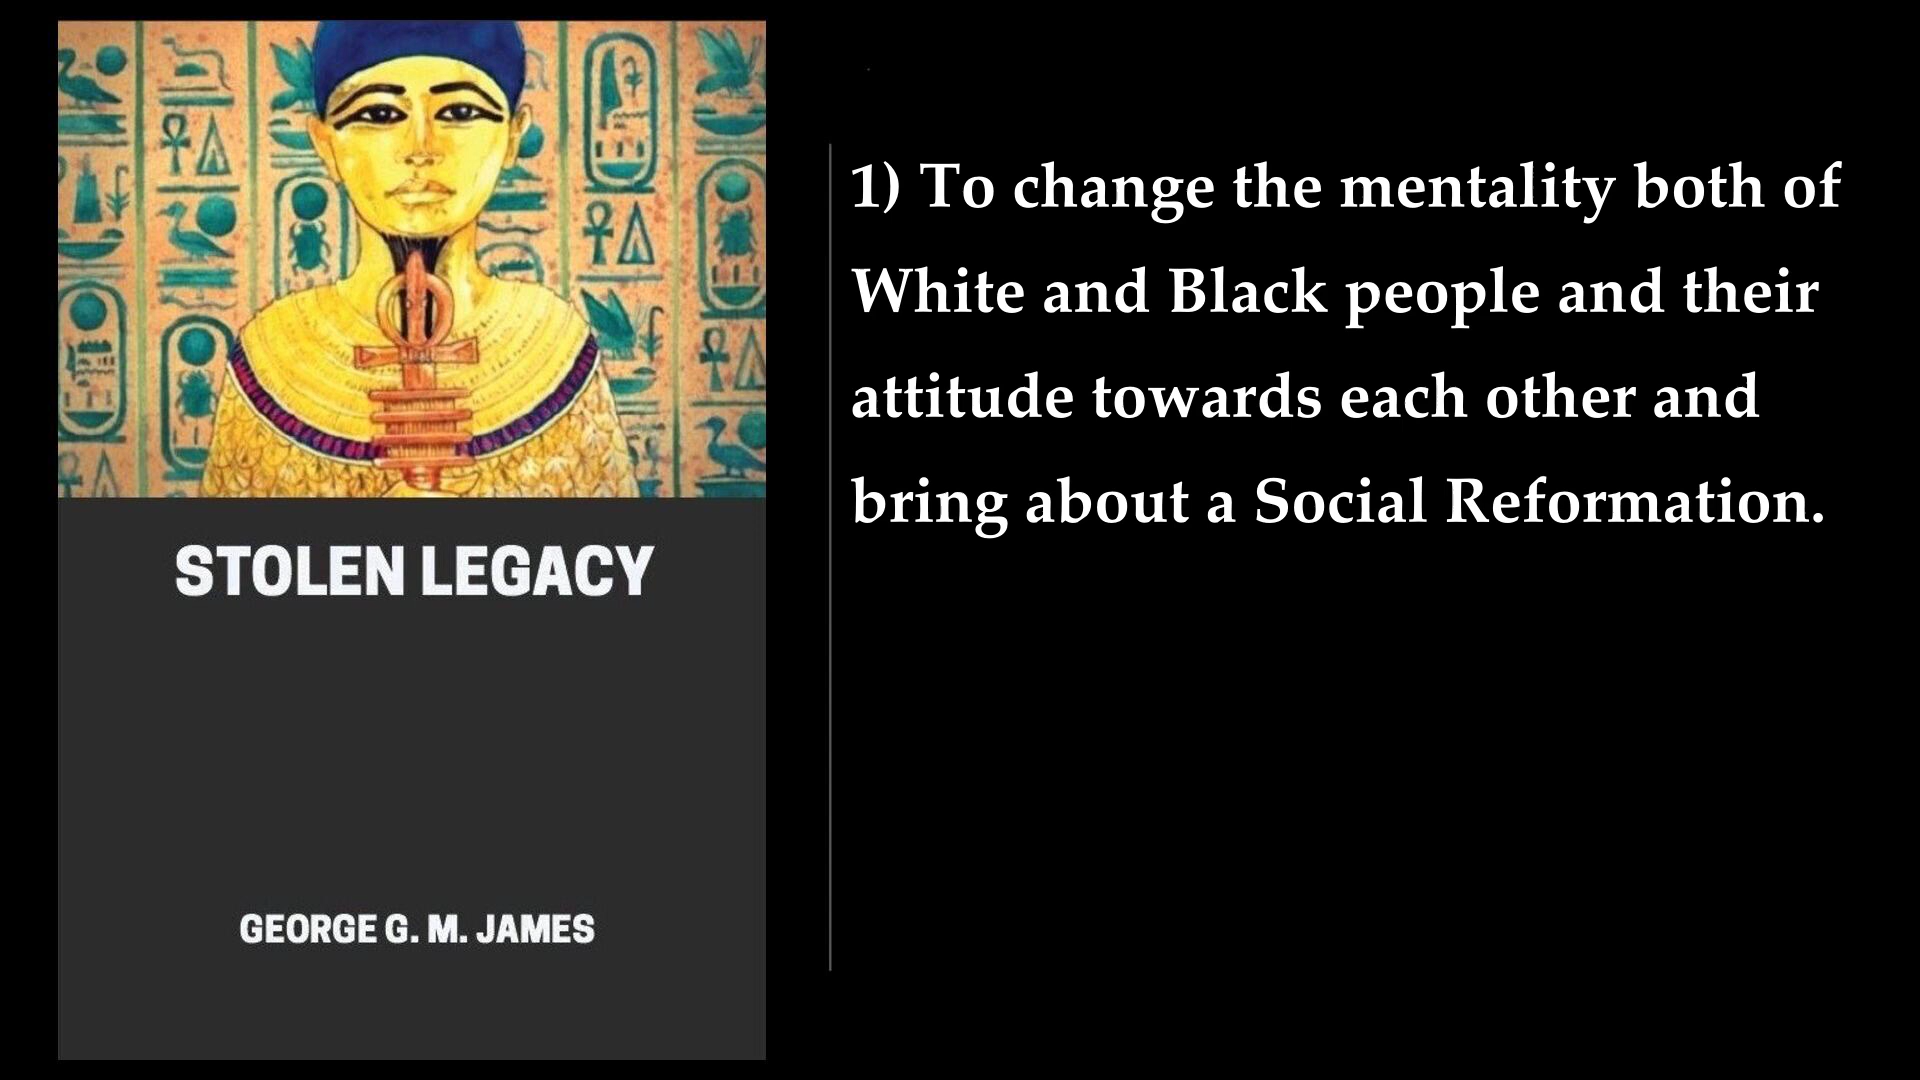 STOLEN LEGACY
GEORGE G. M. JAMES
1) To change the mentality both of
White and Black people and their
attitude towards each other and
bring about a Social Reformation.